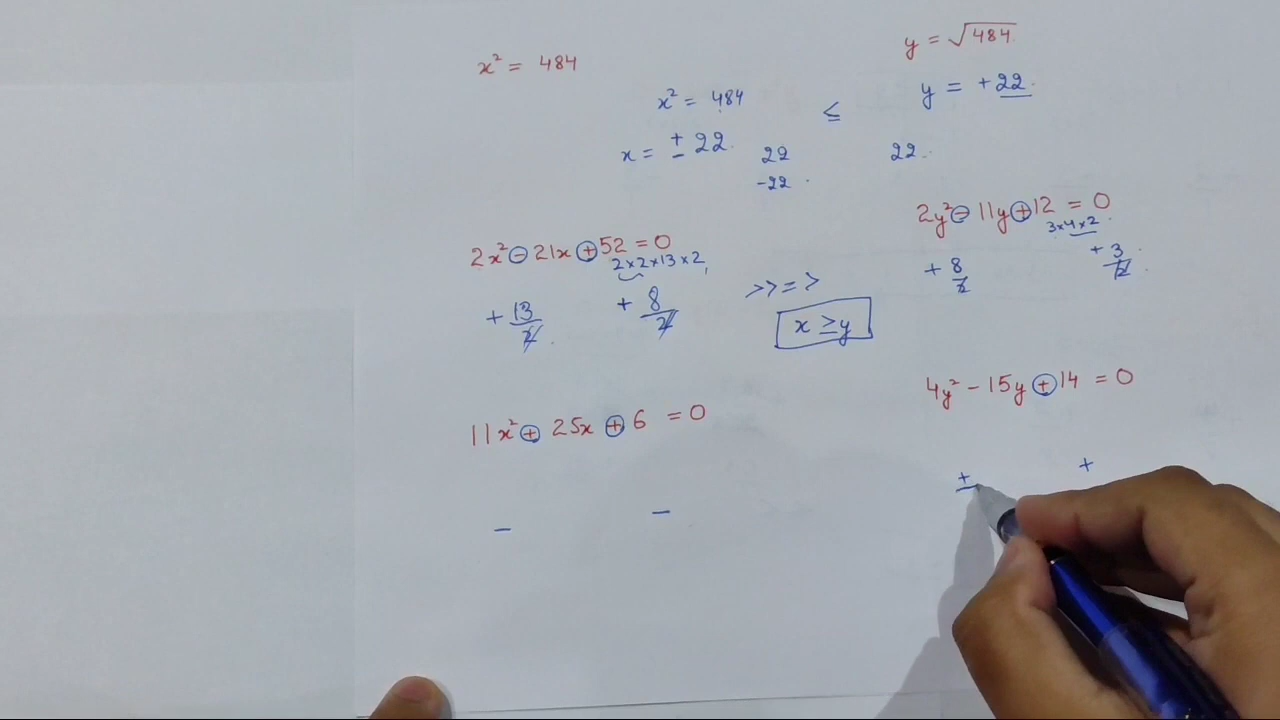 x² = 484
y = √484
x² = 484
≤
y = +22
x = ± 22
22
-22
22
2x² - 21x + 52 = 0
2×2×13×2
+ 13/2
+ 8/2
>>=>
x ≥ y
2y² - 11y + 12 = 0
3×4×2
+ 8/2
+ 3/2
11x² + 25x + 6 = 0
-
-
4y² - 15y + 14 = 0
+
+